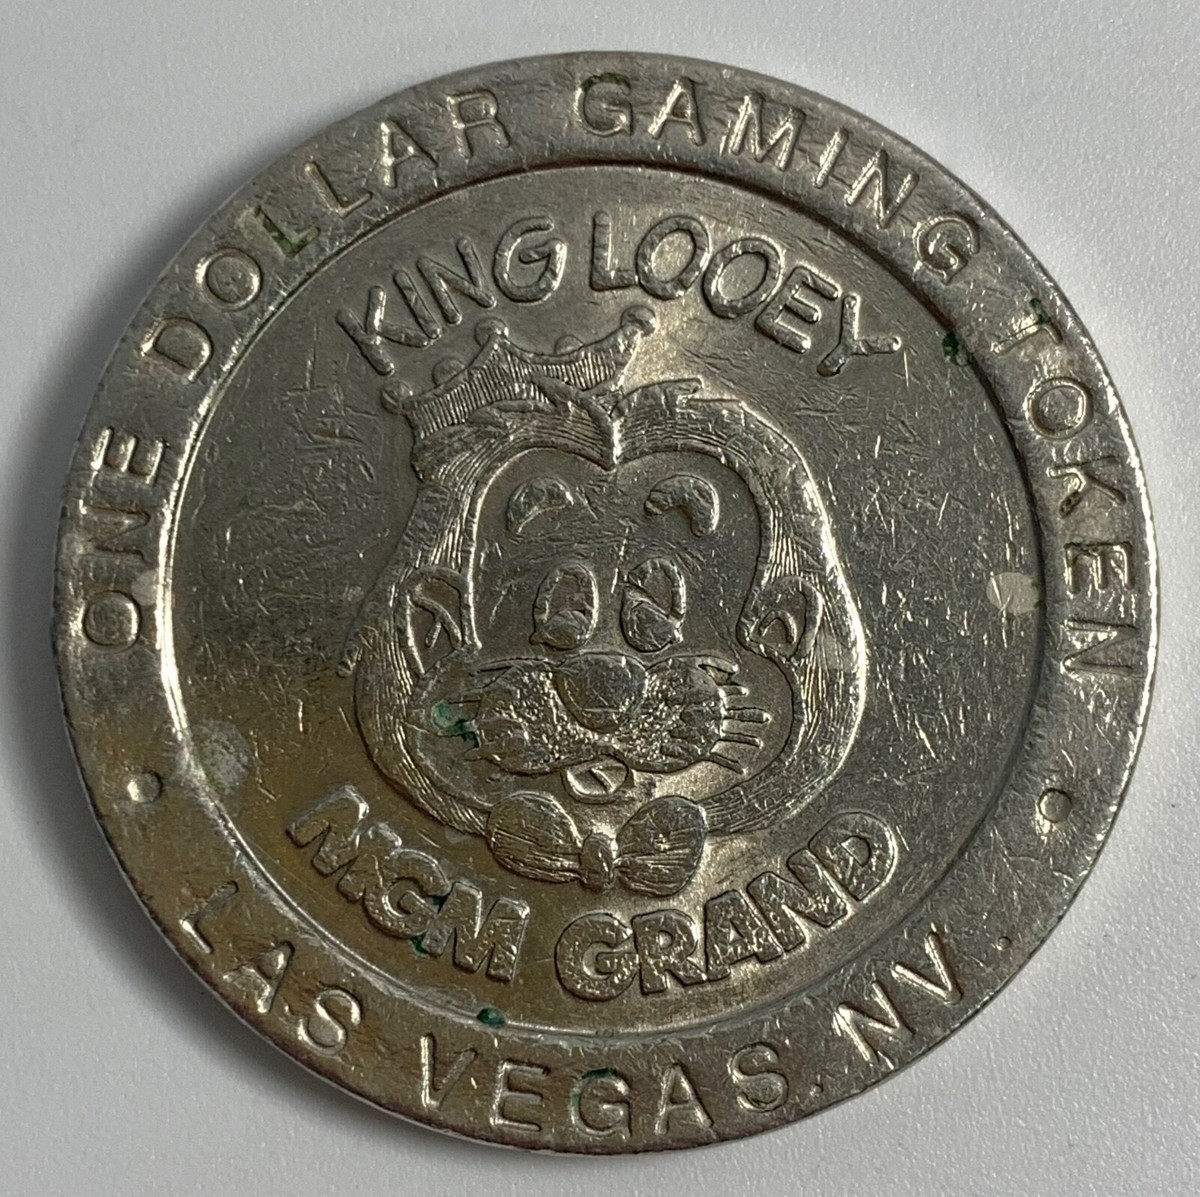 ONE DOLLAR GAMING TOKEN
KING LOOEY
MGM GRAND
• LAS VEGAS, NV. •